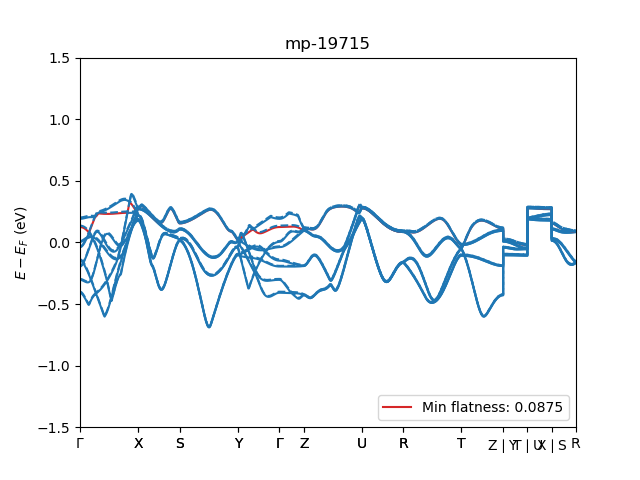 mp-19715
E − E_F (eV)
1.5
1.0
0.5
0.0
−0.5
−1.0
−1.5
Min flatness: 0.0875
Γ X S Y Γ Z U R T Z | Y T | U X | S R